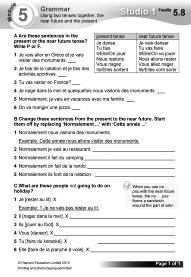 Module 5
Grammar
Using two tenses together, the
near future and the present
Studio 1
Feuille 5.8
A Are these sentences in the
present or the near future tense?
Write P or F.
1 Je vais aller en Grèce et je vais
visiter des monuments.
2 Je fais de la natation et je fais des
activités sportives.
3 Tu vas rester en France.
4 Je nage dans la mer et quelquefois nous visitons des monuments.
5 Normalement, je vais en vacances avec ma famille.
6 On va manger une pizza.
present
Je danse
Tu fais
Il/Elle/On joue
Nous restons
Vous nagez
Ils/Elles sortent
near future
Je vais danser
Tu vas faire
Il/Elle/On va jouer
Nous allons rester
Vous allez nager
Ils/Elles vont sortir
B Change these sentences from the present to the near future. Start
them off by replacing 'Normalement …' with 'Cette année …'
1 Normalement nous visitons des monuments.
Example: Cette année nous allons visiter des monuments.
2 Normalement je vais au restaurant.
3 Normalement il fait du camping.
4 Normalement on fait de la rando.
5 Normalement ils vont à la plage.
C What are these people not going to do on
holiday?
1 Je (rester au lit). X
Example: 1 Je ne vais pas rester au lit.
2 Il (nager dans la mer). X
3 Ils (jouer au foot). X
4 Vous (danser). X
5 Tu (faire du karaoké). X
6 Elle (faire de la planche à voile). X
When you use ne
pas with the near future
tense, the ne … pas
forms a sandwich
around the part of aller.
© Pearson Education Limited 2010
Printing and photocopying permitted
Page 1 of 1